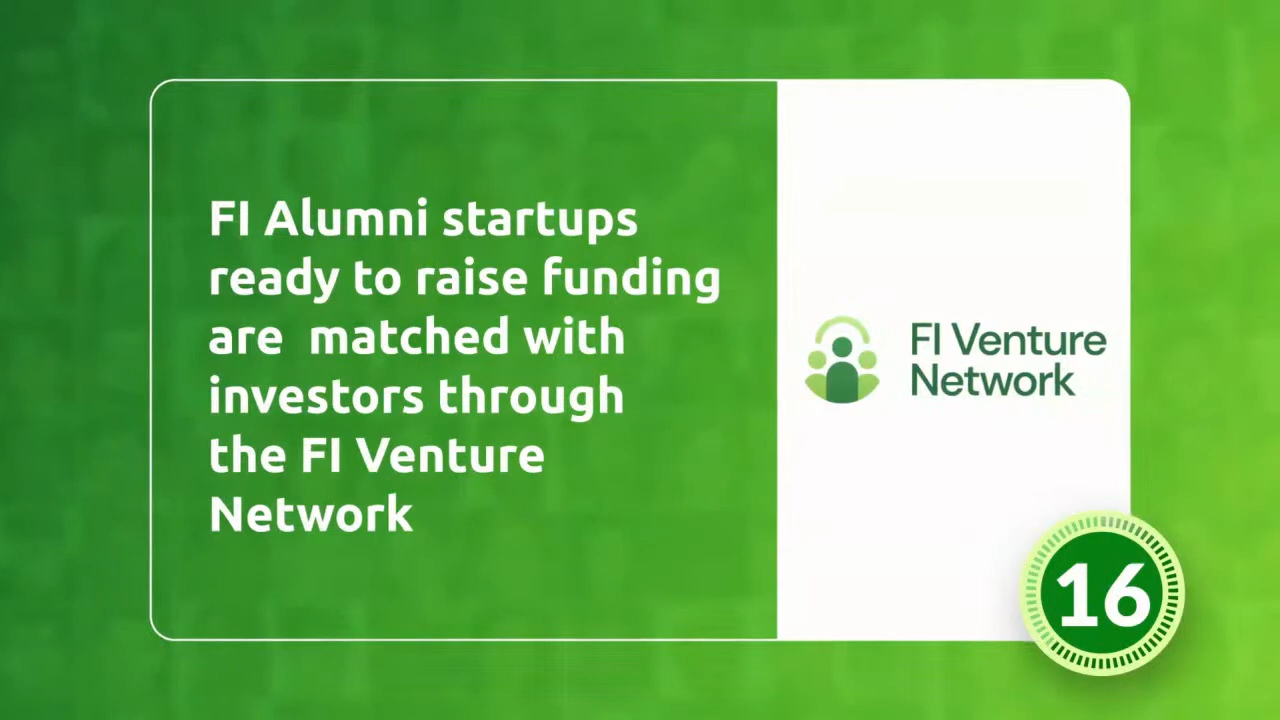 FI Alumni startups
ready to raise funding
are  matched with
investors through
the FI Venture
Network
FI Venture
Network
16